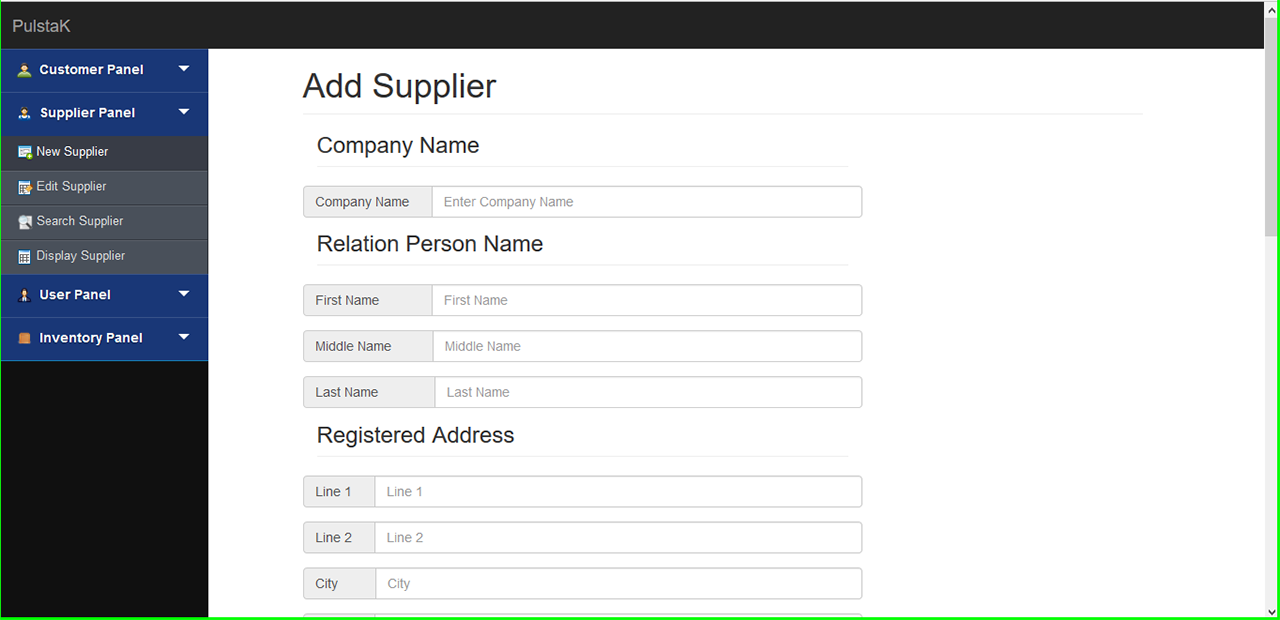 PulstaK
Customer Panel
Supplier Panel
New Supplier
Edit Supplier
Search Supplier
Display Supplier
User Panel
Inventory Panel
Add Supplier
Company Name
Company Name Enter Company Name
Relation Person Name
First Name First Name
Middle Name Middle Name
Last Name Last Name
Registered Address
Line 1 Line 1
Line 2 Line 2
City City